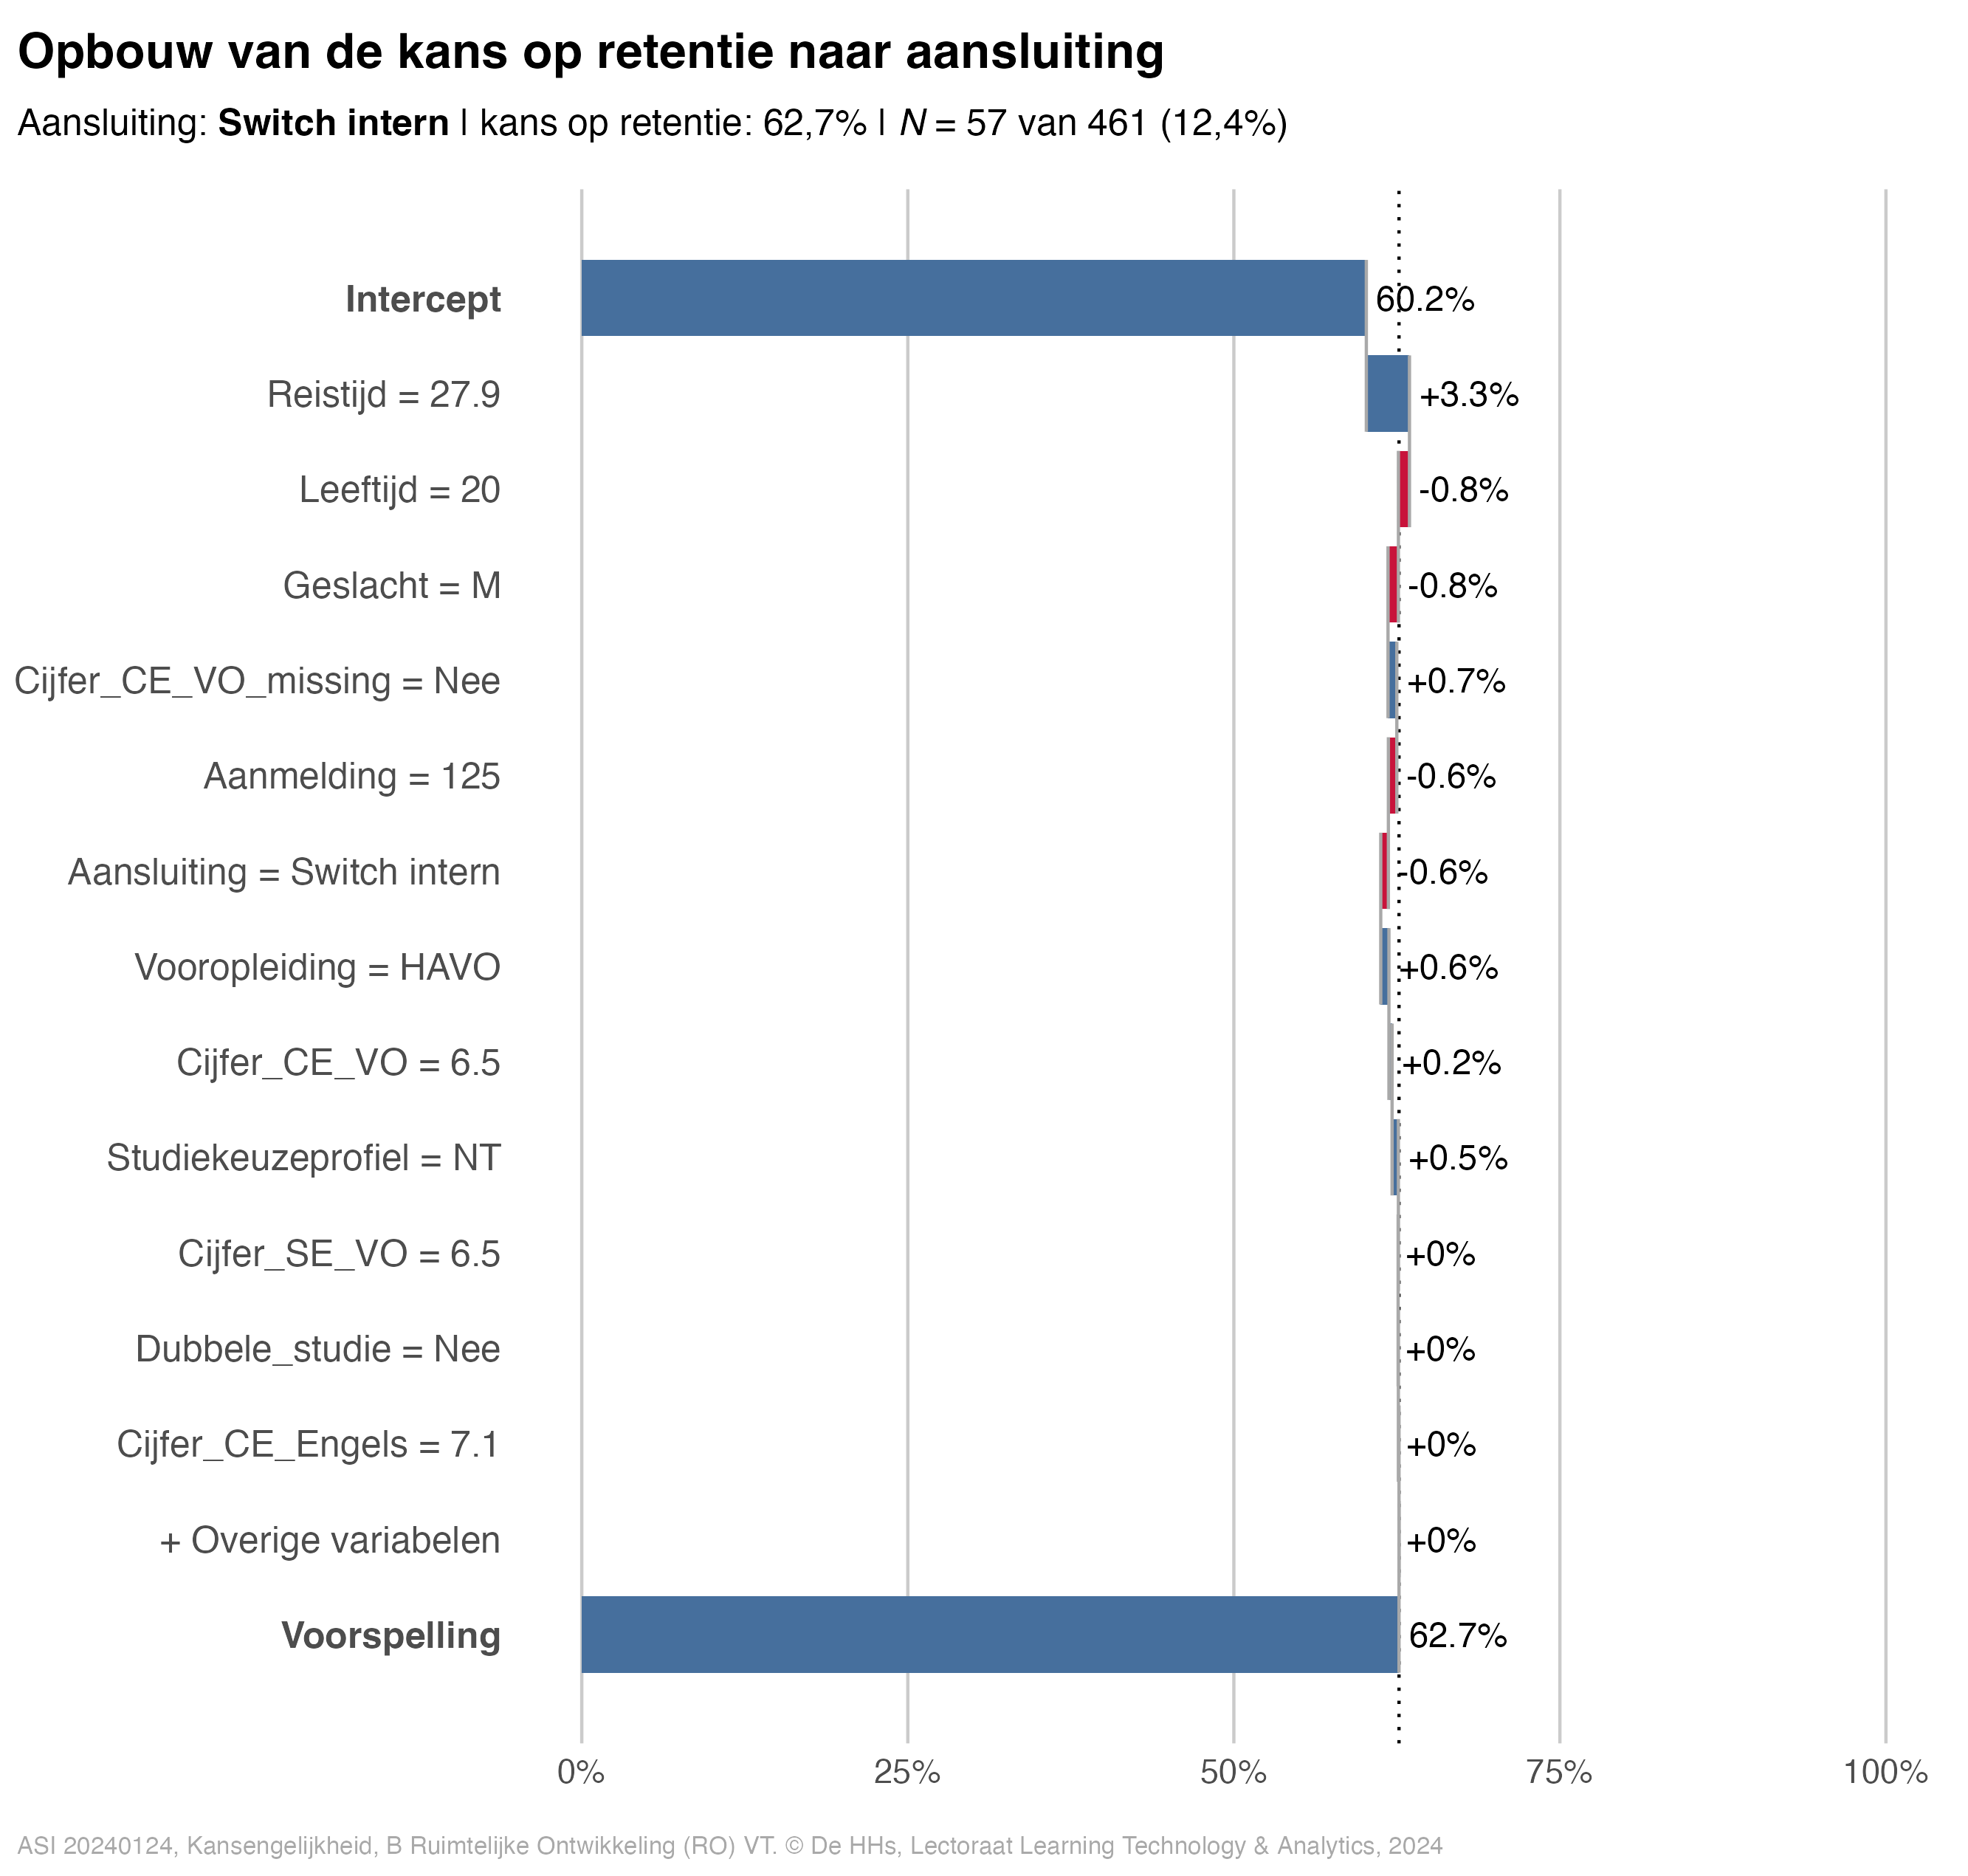 Opbouw van de kans op retentie naar aansluiting
Aansluiting: Switch intern | kans op retentie: 62,7% | N = 57 van 461 (12,4%)
Intercept 60.2%
Reistijd = 27.9 +3.3%
Leeftijd = 20 -0.8%
Geslacht = M -0.8%
Cijfer_CE_VO_missing = Nee +0.7%
Aanmelding = 125 -0.6%
Aansluiting = Switch intern -0.6%
Vooropleiding = HAVO +0.6%
Cijfer_CE_VO = 6.5 +0.2%
Studiekeuzeprofiel = NT +0.5%
Cijfer_SE_VO = 6.5 +0%
Dubbele_studie = Nee +0%
Cijfer_CE_Engels = 7.1 +0%
+ Overige variabelen +0%
Voorspelling 62.7%
0% 25% 50% 75% 100%
ASI 20240124, Kansengelijkheid, B Ruimtelijke Ontwikkeling (RO) VT. © De HHs, Lectoraat Learning Technology & Analytics, 2024